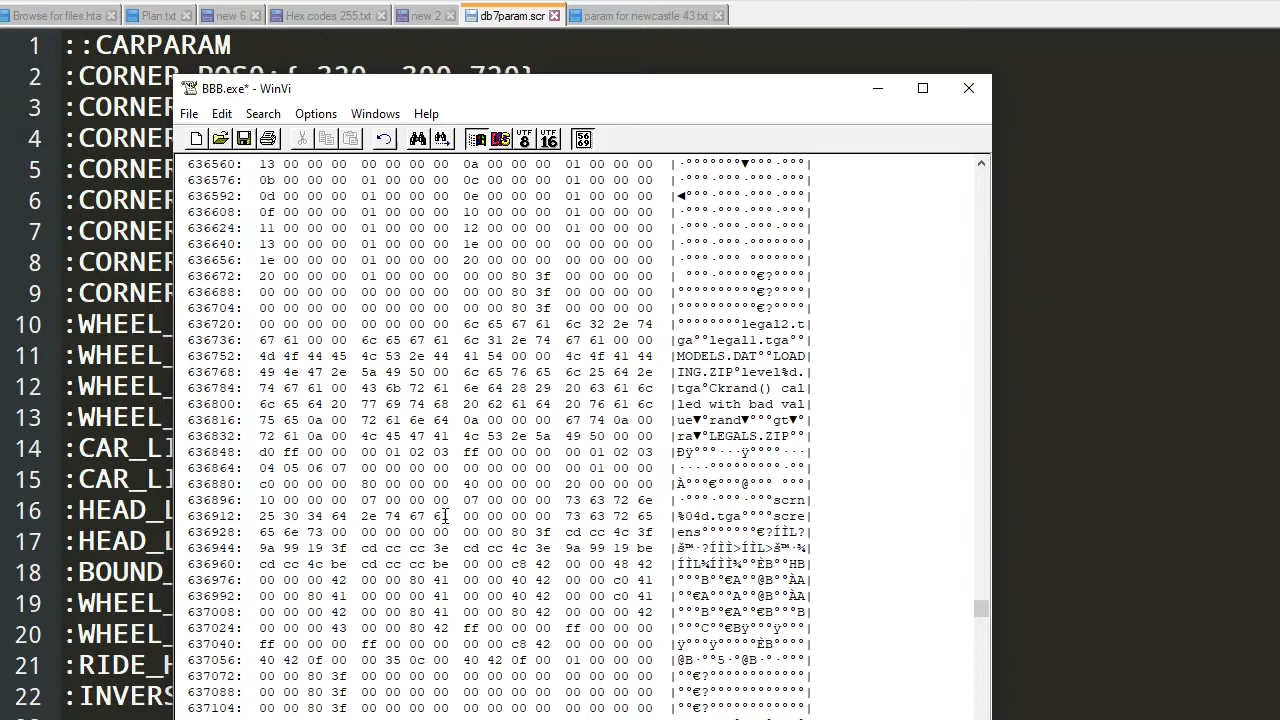 Browse for files.hta Plan.txt new 6 Hex codes 255.txt new 2 db7param.scr param for newcastle 43.txt
1 ::CARPARAM
2 :CORNER_POS0:{-320, -300,720}
3 :CORNER
4 :CORNER
5 :CORNER
6 :CORNER
7 :CORNER
8 :CORNER
9 :CORNER
10 :WHEEL_
11 :WHEEL_
12 :WHEEL_
13 :WHEEL_
14 :CAR_LI
15 :CAR_LI
16 :HEAD_L
17 :HEAD_L
18 :BOUND_
19 :WHEEL_
20 :WHEEL_
21 :RIDE_H
22 :INVERS
BBB.exe* - WinVi
File Edit Search Options Windows Help
UTF 8 UTF 16 56 69
636560: 13 00 00 00 00 00 00 00 0a 00 00 00 01 00 00 00 |·°°°°°°°▼°°°·°°°|
636576: 0b 00 00 00 01 00 00 00 0c 00 00 00 01 00 00 00 |·°°°·°°°·°°°·°°°|
636592: 0d 00 00 00 01 00 00 00 0e 00 00 00 01 00 00 00 |◄°°°·°°°·°°°·°°°|
636608: 0f 00 00 00 01 00 00 00 10 00 00 00 01 00 00 00 |·°°°·°°°·°°°·°°°|
636624: 11 00 00 00 01 00 00 00 12 00 00 00 01 00 00 00 |·°°°·°°°·°°°·°°°|
636640: 13 00 00 00 01 00 00 00 1e 00 00 00 00 00 00 00 |·°°°·°°°·°°°°°°°|
636656: 1e 00 00 00 01 00 00 00 20 00 00 00 00 00 00 00 |·°°°·°°° °°°°°°°|
636672: 20 00 00 00 01 00 00 00 00 00 80 3f 00 00 00 00 | °°°·°°°°°€?°°°°|
636688: 00 00 00 00 00 00 00 00 00 00 80 3f 00 00 00 00 |°°°°°°°°°°€?°°°°|
636704: 00 00 00 00 00 00 00 00 00 00 80 3f 00 00 00 00 |°°°°°°°°°°€?°°°°|
636720: 00 00 00 00 00 00 00 00 6c 65 67 61 6c 32 2e 74 |°°°°°°°°legal2.t|
636736: 67 61 00 00 6c 65 67 61 6c 31 2e 74 67 61 00 00 |ga°°legal1.tga°°|
636752: 4d 4f 44 45 4c 53 2e 44 41 54 00 00 4c 4f 41 44 |MODELS.DAT°°LOAD|
636768: 49 4e 47 2e 5a 49 50 00 6c 65 76 65 6c 25 64 2e |ING.ZIP°level%d.|
636784: 74 67 61 00 43 6b 72 61 6e 64 28 29 20 63 61 6c |tga°Ckrand() cal|
636800: 6c 65 64 20 77 69 74 68 20 62 61 64 20 76 61 6c |led with bad val|
636816: 75 65 0a 00 72 61 6e 64 0a 00 00 00 67 74 0a 00 |ue▼°rand▼°°°gt▼°|
636832: 72 61 0a 00 4c 45 47 41 4c 53 2e 5a 49 50 00 00 |ra▼°LEGALS.ZIP°°|
636848: d0 ff 00 00 00 01 02 03 ff 00 00 00 00 01 02 03 |Ðÿ°°°···ÿ°°°°···|
636864: 04 05 06 07 00 00 00 00 00 00 00 00 00 01 00 00 |····°°°°°°°°°·°°|
636880: c0 00 00 00 80 00 00 00 40 00 00 00 20 00 00 00 |À°°°€°°°@°°° °°°|
636896: 10 00 00 00 07 00 00 00 07 00 00 00 73 63 72 6e |·°°°·°°°·°°°scrn|
636912: 25 30 34 64 2e 74 67 61 00 00 00 00 73 63 72 65 |%04d.tga°°°°scre|
636928: 65 6e 73 00 00 00 00 00 00 00 80 3f cd cc 4c 3f |ens°°°°°°°€?ÍÌL?|
636944: 9a 99 19 3f cd cc cc 3e cd cc 4c 3e 9a 99 19 be |š™·?ÍÌÌ>ÍÌL>š™·¾|
636960: cd cc 4c be cd cc cc be 00 00 c8 42 00 00 48 42 |ÍÌL¾ÍÌÌ¾°°ÈB°°HB|
636976: 00 00 00 42 00 00 80 41 00 00 40 42 00 00 c0 41 |°°°B°°€A°°@B°°ÀA|
636992: 00 00 80 41 00 00 00 41 00 00 40 42 00 00 c0 41 |°°€A°°°A°°@B°°ÀA|
637008: 00 00 00 42 00 00 80 41 00 00 80 42 00 00 00 42 |°°°B°°€A°°€B°°°B|
637024: 00 00 00 43 00 00 80 42 ff 00 00 00 ff 00 00 00 |°°°C°°€Bÿ°°°ÿ°°°|
637040: ff 00 00 00 ff 00 00 00 00 00 c8 42 00 00 00 00 |ÿ°°°ÿ°°°°°ÈB°°°°|
637056: 40 42 0f 00 00 35 0c 00 40 42 0f 00 01 00 00 00 |@B·°°5·°@B·°·°°°|
637072: 00 00 80 3f 00 00 00 00 00 00 00 00 00 00 00 00 |°°€?°°°°°°°°°°°°|
637088: 00 00 80 3f 00 00 00 00 00 00 00 00 00 00 00 00 |°°€?°°°°°°°°°°°°|
637104: 00 00 80 3f 00 00 00 00 00 00 00 00 00 00 00 00 |°°€?°°°°°°°°°°°°|